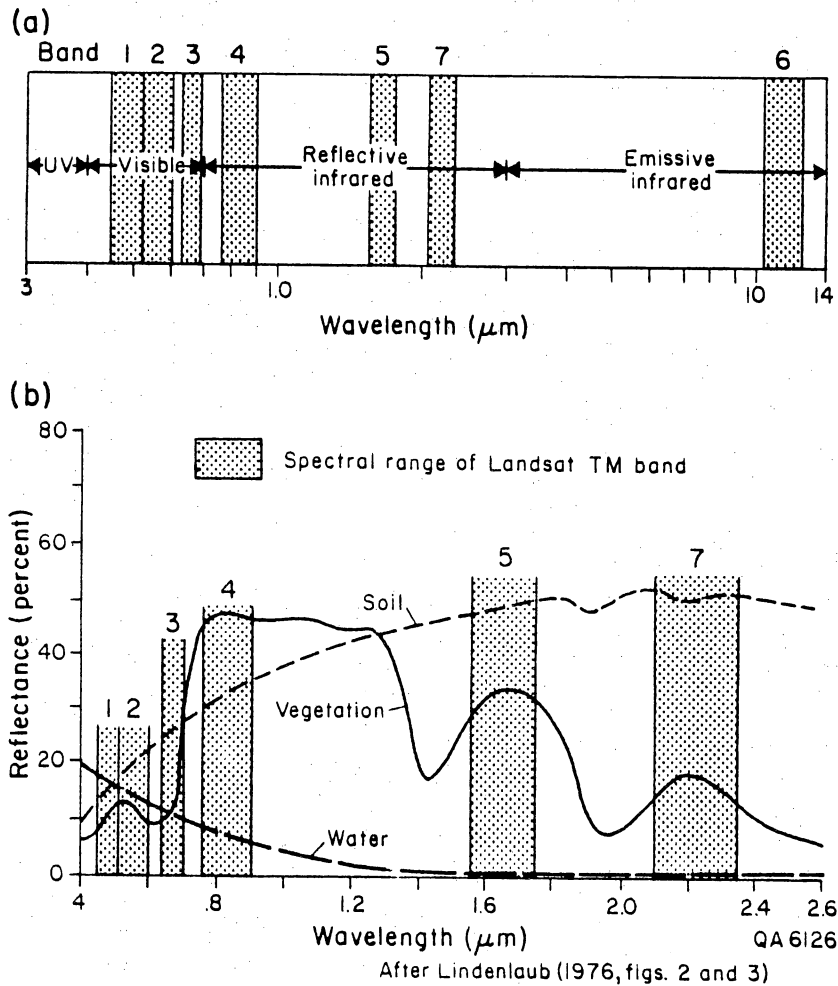 (a)
Band 1 2 3 4 5 7 6
UV Visible Reflective infrared Emissive infrared
3 1.0 10 14
Wavelength (μm)
(b)
80
Spectral range of Landsat TM band
60
5 7
4
Soil
3
40
Reflectance (percent)
Vegetation
1 2
20
Water
0
4 .8 1.2 1.6 2.0 2.4 2.6
Wavelength (μm)
QA6126
After Lindenlaub (1976, figs. 2 and 3)